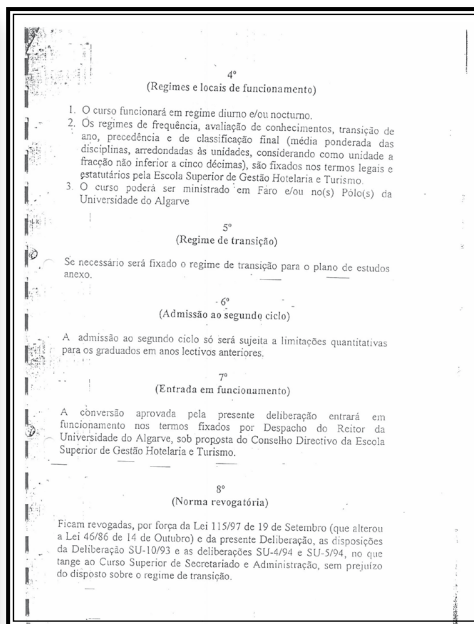 4º
(Regimes e locais de funcionamento)
1. O curso funcionará em regime diurno e/ou nocturno.
2. Os regimes de frequência, avaliação de conhecimentos, transição de
ano, precedência e de classificação final (média ponderada das
disciplinas, arredondadas às unidades, considerando como unidade a
fracção não inferior a cinco décimas), são fixados nos termos legais e
estatutários pela Escola Superior de Gestão Hotelaria e Turismo.
3. O curso poderá ser ministrado em Faro e/ou no(s) Pólo(s) da
Universidade do Algarve
5º
(Regime de transição)
Se necessário será fixado o regime de transição para o plano de estudos
anexo.
6º
(Admissão ao segundo ciclo)
A admissão ao segundo ciclo só será sujeita a limitações quantitativas
para os graduados em anos lectivos anteriores.
7º
(Entrada em funcionamento)
A conversão aprovada pela presente deliberação entrará em
funcionamento nos termos fixados por Despacho do Reitor da
Universidade do Algarve, sob proposta do Conselho Directivo da Escola
Superior de Gestão Hotelaria e Turismo.
8º
(Norma revogatória)
Ficam revogadas, por força da Lei 115/97 de 19 de Setembro (que alterou
a Lei 46/86 de 14 de Outubro) e da presente Deliberação, as disposições
da Deliberação SU-10/93 e as deliberações SU-4/94 e SU-5/94, no que
tange ao Curso Superior de Secretariado e Administração, sem prejuízo
do disposto sobre o regime de transição.